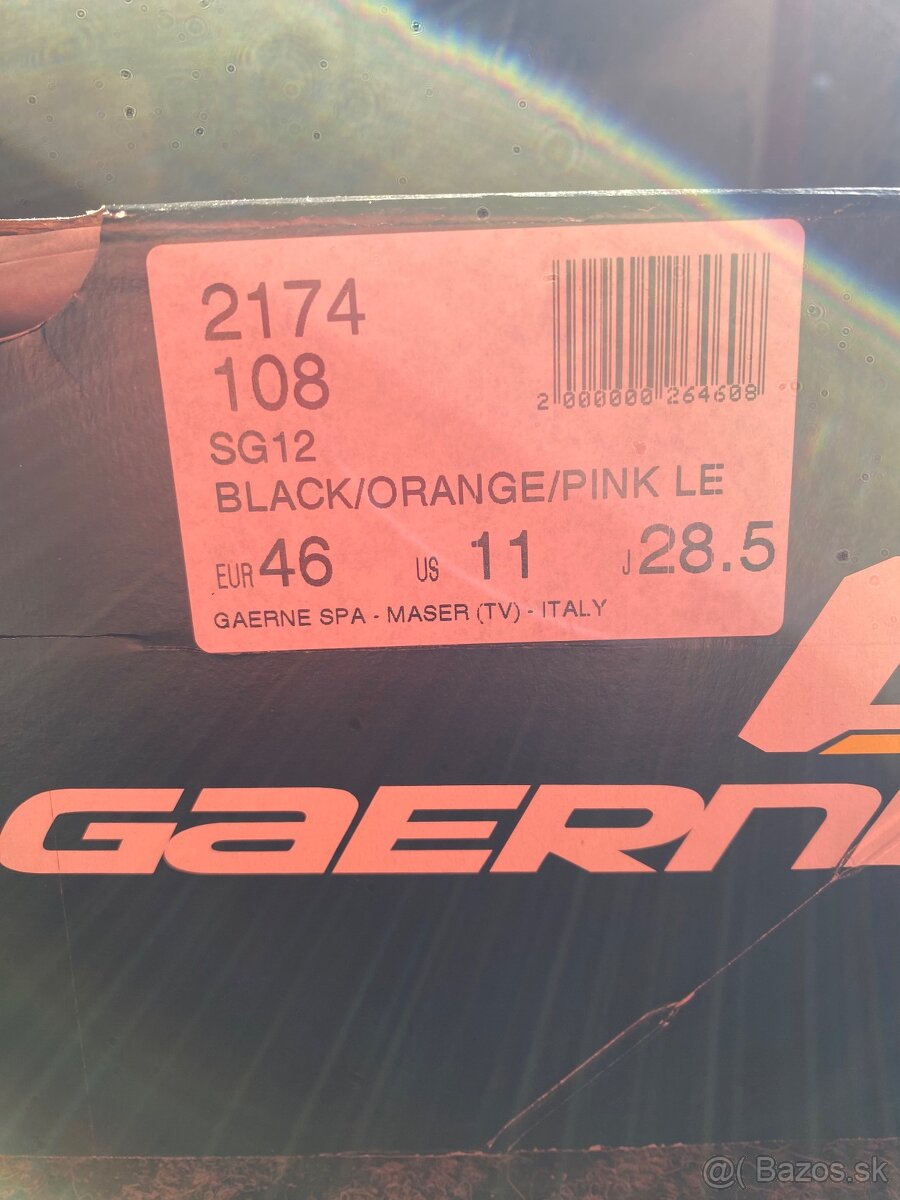 2174
108
2 000000 264608
SG12
BLACK/ORANGE/PINK LE
EUR 46 US 11 J 28.5
GAERNE SPA - MASER (TV) - ITALY
GAERN
@( Bazos.sk